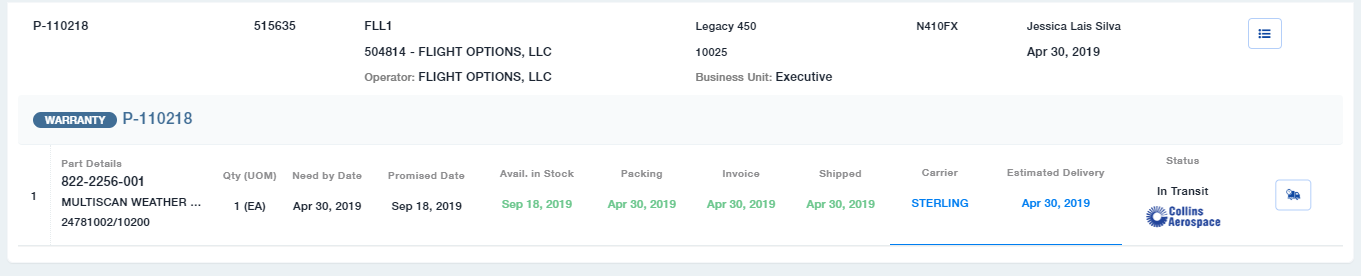 P-110218 515635 FLL1 Legacy 450 N410FX Jessica Lais Silva
504814 - FLIGHT OPTIONS, LLC 10025 Apr 30, 2019
Operator: FLIGHT OPTIONS, LLC Business Unit: Executive
WARRANTY P-110218
Part Details Qty (UOM) Need by Date Promised Date Avail. in Stock Packing Invoice Shipped Carrier Estimated Delivery Status
1 822-2256-001 1 (EA) Apr 30, 2019 Sep 18, 2019 Sep 18, 2019 Apr 30, 2019 Apr 30, 2019 Apr 30, 2019 STERLING Apr 30, 2019 In Transit
MULTISCAN WEATHER ... Collins
24781002/10200 Aerospace